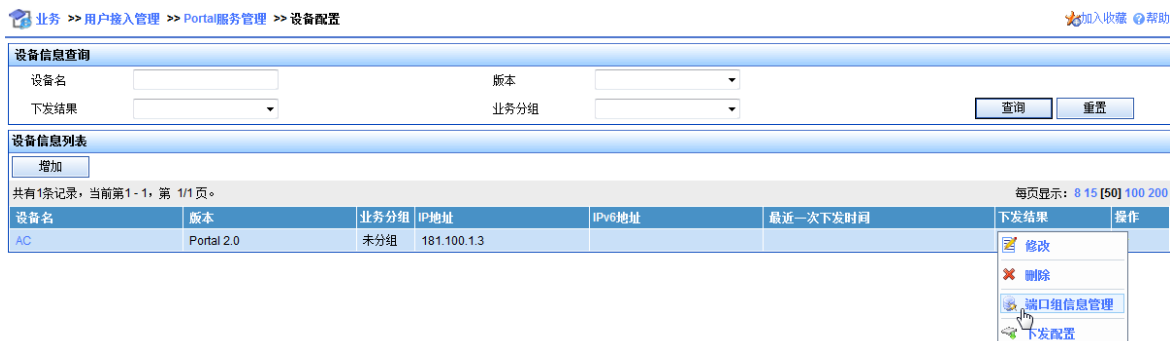 业务 >> 用户接入管理 >> Portal服务管理 >> 设备配置 加入收藏 帮助
设备信息查询
设备名 版本
下发结果 业务分组 查询 重置
设备信息列表
增加
共有1条记录，当前第1 - 1，第 1/1 页。 每页显示：8 15 [50] 100 200
设备名 版本 业务分组 IP地址 IPv6地址 最近一次下发时间 下发结果 操作
AC Portal 2.0 未分组 181.100.1.3
修改
删除
端口组信息管理
下发配置